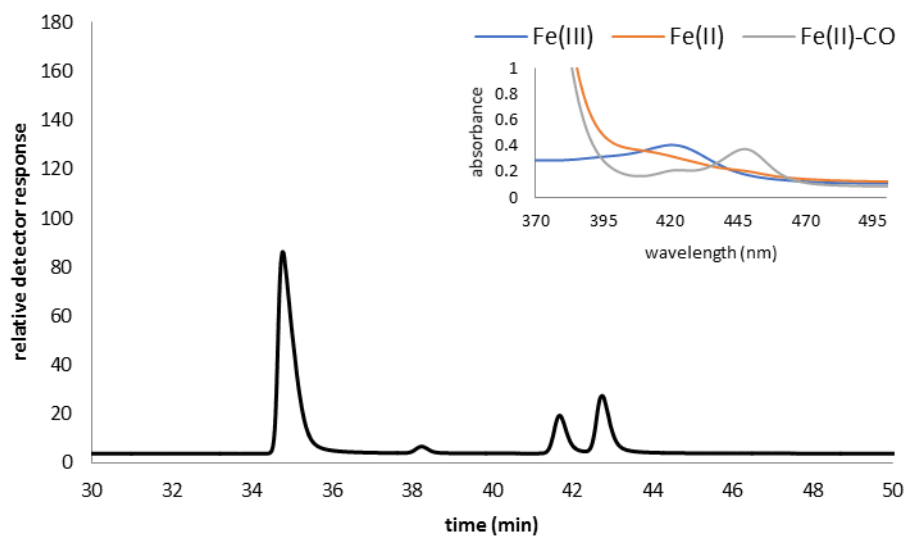 180
160
140
120
100
80
60
40
20
0
relative detector response
30 32 34 36 38 40 42 44 46 48 50
time (min)
Fe(III) Fe(II) Fe(II)-CO
1
0.8
0.6
0.4
0.2
0
absorbance
370 395 420 445 470 495
wavelength (nm)